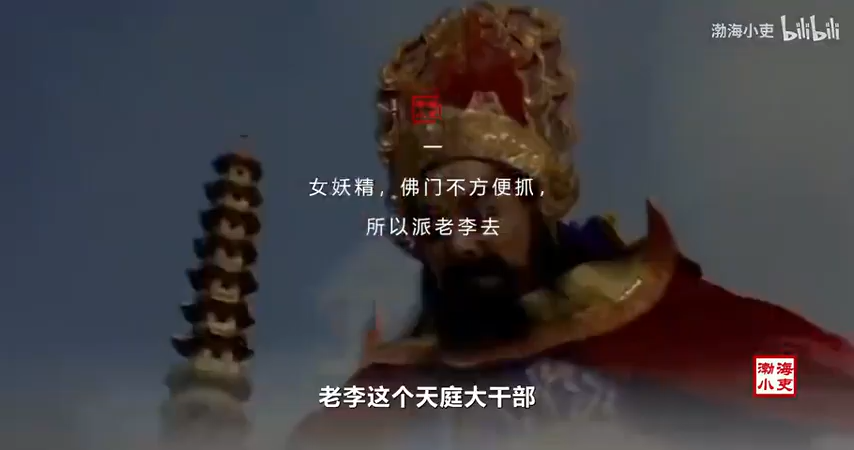 渤海小吏 bilibili
一
女妖精，佛门不方便抓，
所以派老李去
渤海
小吏
老李这个天庭大干部